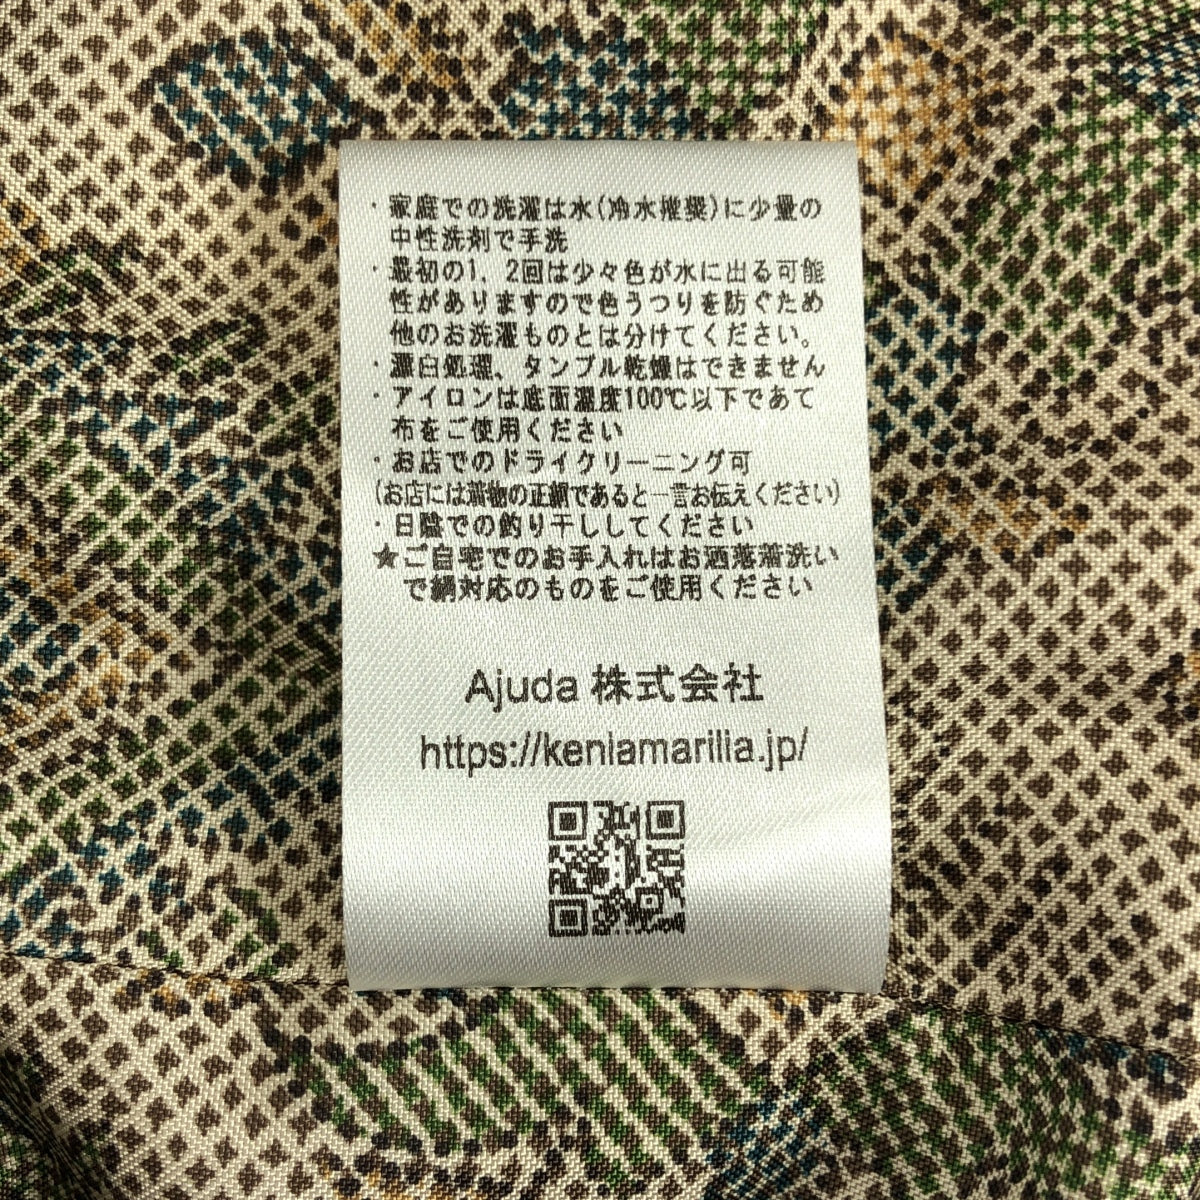 ・家庭での洗濯は水(冷水推奨)に少量の
中性洗剤で手洗
・最初の1、2回は少々色が水に出る可能
性がありますので色うつりを防ぐため
他のお洗濯ものとは分けてください。
・漂白処理、タンブル乾燥はできません
・アイロンは底面温度100℃以下であて
布をご使用ください
・お店でのドライクリーニング可
(お店には着物の正絹であると一言お伝えください)
・日陰での釣り干ししてください
★ご自宅でのお手入れはお洒落着洗い
で絹対応のものをご使用ください
Ajuda 株式会社
https://keniamarilia.jp/